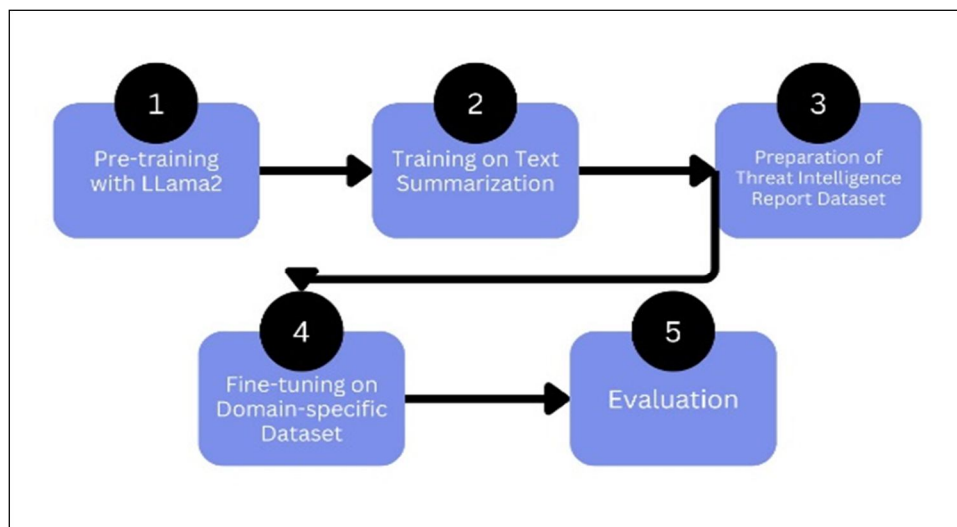 1
Pre-training
with LLama2
2
Training on Text
Summarization
3
Preparation of
Threat Intelligence
Report Dataset
4
Fine-tuning on
Domain-specific
Dataset
5
Evaluation